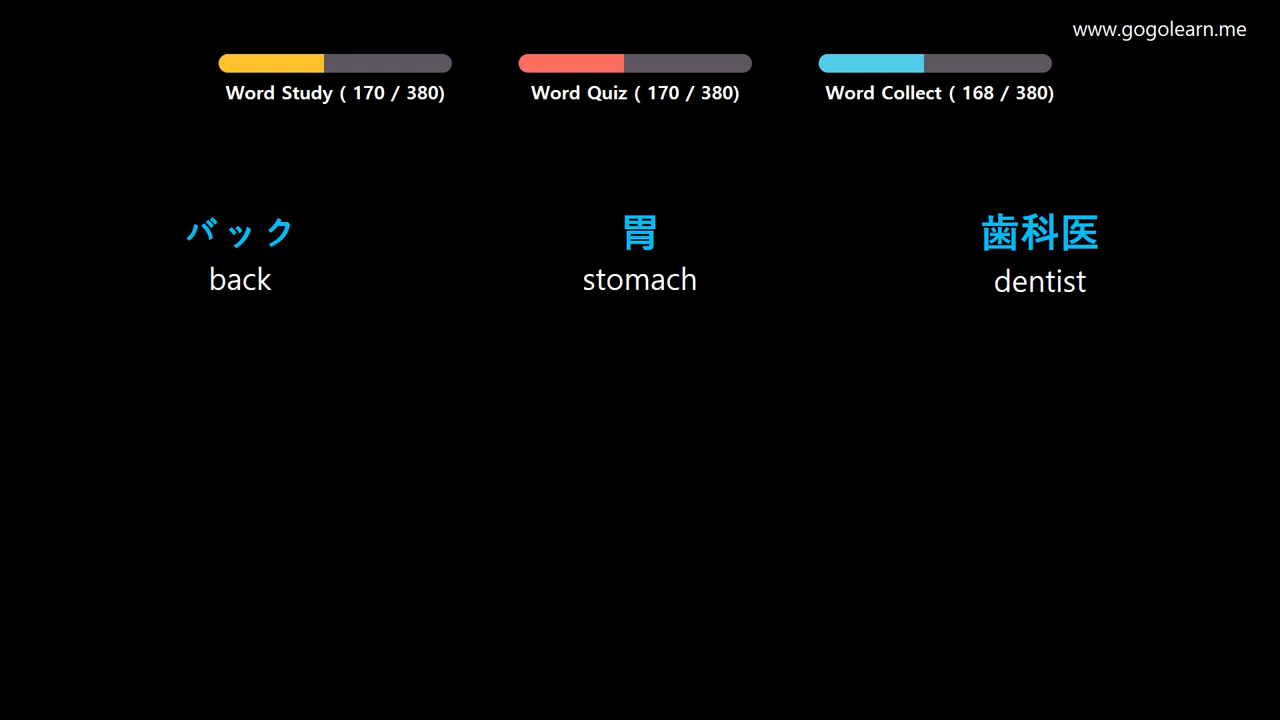 www.gogolearn.me
Word Study ( 170 / 380)
Word Quiz ( 170 / 380)
Word Collect ( 168 / 380)
バック
back
胃
stomach
歯科医
dentist